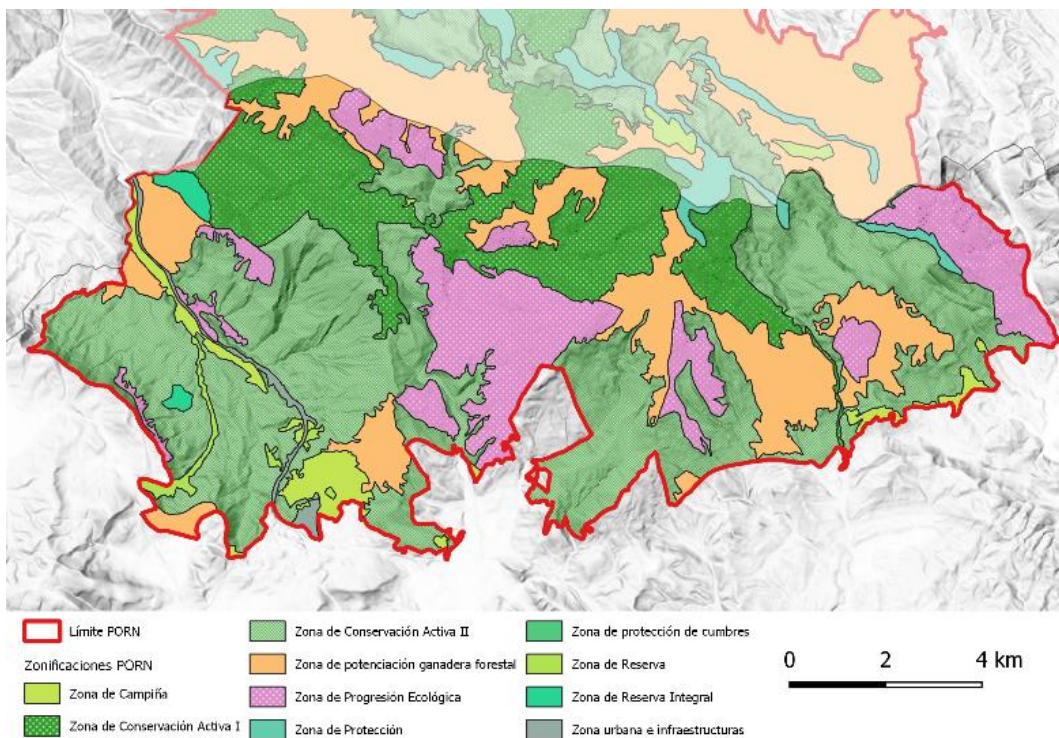 Límite PORN
Zonificaciones PORN
Zona de Campiña
Zona de Conservación Activa I
Zona de Conservación Activa II
Zona de potenciación ganadera forestal
Zona de Progresión Ecológica
Zona de Protección
Zona de protección de cumbres
Zona de Reserva
Zona de Reserva Integral
Zona urbana e infraestructuras
0 2 4 km